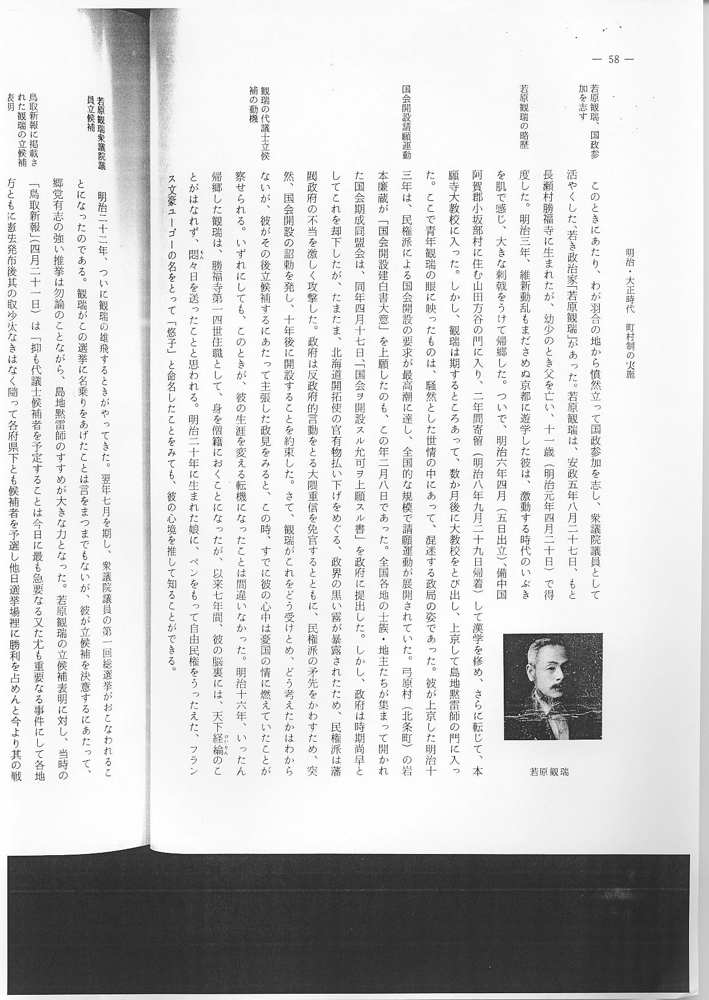 ― 58 ―
明治・大正時代　町村制の実施
若原観瑞、国政参
加を志す
このときにあたり、わが羽合の地から憤然立って国政参加を志し、衆議院議員として
活やくした、若き政治家「若原観瑞」があった。若原観瑞は、安政五年八月二十七日、もと
長瀬村勝福寺に生まれたが、幼少のとき父を亡い、十一歳（明治元年四月二十日）で得
若原観瑞の略歴
度した。明治三年、維新動乱もまださめぬ京都に遊学した彼は、激動する時代のいぶき
を肌で感じ、大きな刺戟をうけて帰郷した。ついで、明治六年四月（五日出立）、備中国
阿賀郡小坂部村に住む山田方谷の門に入り、二年間寄留（明治八年九月二十九日帰着）して漢学を修め、さらに転じて、本
願寺大教校に入った。しかし、観瑞は期するところあって、数か月後に大教校をとび出し、上京して島地黙雷師の門に入っ
た。ここで青年観瑞の眼に映ったものは、騒然とした世情の中にあって、混迷する政局の姿であった。彼が上京した明治十
国会開設請願運動
三年は、民権派による国会開設の要求が最高潮に達し、全国的な規模で請願運動が展開されていた。弓原村（北条町）の岩
本廉蔵が「国会開設建白書大意」を上願したのも、この年二月八日であった。全国各地の士族・地主たちが集まって開かれ
た国会期成同盟会は、同年四月十七日、「国会ヲ開設スル允可ヲ上願スル書」を政府に提出した。しかし、政府は時期尚早と
してこれを却下したが、たまたま、北海道開拓使の官有物払い下げをめぐる、政界の黒い霧が暴露されたため、民権派は藩
閥政府の不当を激しく攻撃した。政府は反政府的言動をとる大隈重信を免官するとともに、民権派の矛先をかわすため、突
然、国会開設の詔勅を発し、十年後に開設することを約束した。さて、観瑞がこれをどう受けとめ、どう考えたかはわから
観瑞の代議士立候
補の動機
ないが、彼がその後立候補するにあたって主張した政見をみると、この時、すでに彼の心中は憂国の情に燃えていたことが
察せられる。いずれにしても、このときが、彼の生涯を変える転機になったことは間違いなかった。明治十六年、いったん
帰郷した観瑞は、勝福寺第一四世住職として、身を僧籍におくことになったが、以来七年間、彼の脳裏には、天下経綸のこ
けいりん
とがはなれず、悶々日を送ったことと思われる。明治二十年に生まれた娘に、ペンをもって自由民権をうったえた、フラン
もん
ス文豪ユーゴーの名をとって「悠子」と命名したことをみても、彼の心境を推して知ることができる。
若原観瑞
若原観瑞衆議院議
員立候補
明治二十二年、ついに観瑞の雄飛するときがやってきた。翌年七月を期し、衆議院議員の第一回総選挙がおこなわれるこ
とになったのである。観瑞がこの選挙に名乗りをあげたことは言をまつまでもないが、彼が立候補を決意するにあたって、
郷党有志の強い推挙は勿論のことながら、島地黙雷師のすすめが大きな力となった。若原観瑞の立候補表明に対し、当時の
鳥取新報に掲載さ
れた観瑞の立候補
表明
「鳥取新報」（四月二十一日）は「抑も代議士候補者を予定することは今日に最も急要なる又た尤も重要なる事件にして各地
方ともに憲法発布後其の取沙汰なきはなく随って各府県下とも候補者を予選し他日選挙場裡に勝利を占めんと今より其の戦